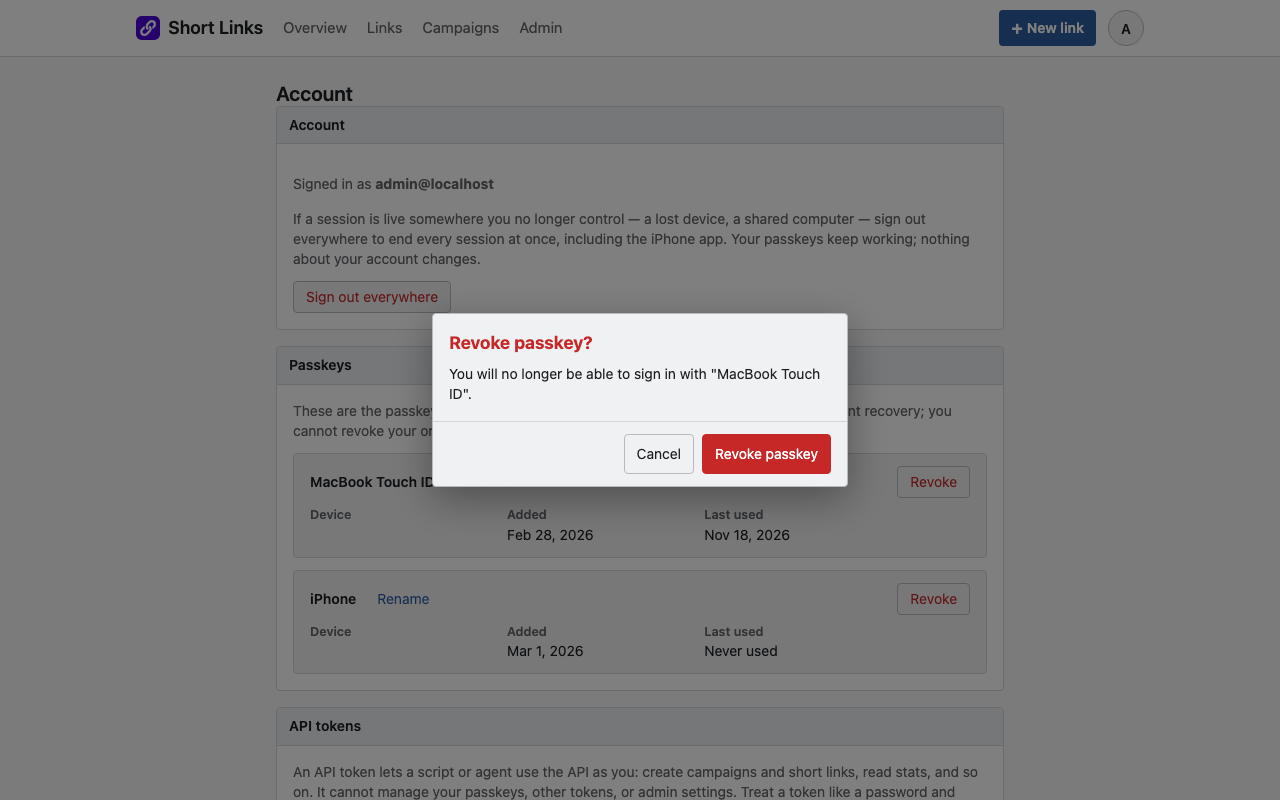 Short Links Overview Links Campaigns Admin + New link A
Account
Account
Signed in as admin@localhost
If a session is live somewhere you no longer control — a lost device, a shared computer — sign out
everywhere to end every session at once, including the iPhone app. Your passkeys keep working; nothing
about your account changes.
Sign out everywhere
Revoke passkey?
You will no longer be able to sign in with "MacBook Touch
ID".
Cancel Revoke passkey
Passkeys
These are the nt recovery; you
cannot revoke your
MacBook Touch ID Revoke
Device Added Last used
Feb 28, 2026 Nov 18, 2026
iPhone Rename Revoke
Device Added Last used
Mar 1, 2026 Never used
API tokens
An API token lets a script or agent use the API as you: create campaigns and short links, read stats, and so
on. It cannot manage your passkeys, other tokens, or admin settings. Treat a token like a password and